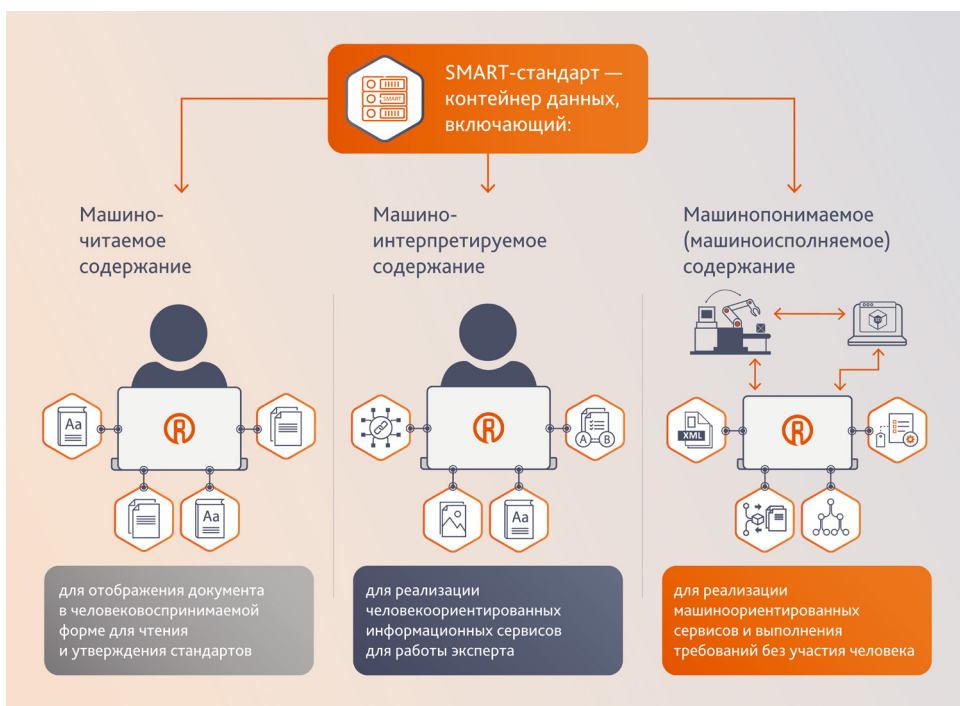 SMART-стандарт —
контейнер данных,
включающий:
SMART
Машино-
читаемое
содержание
Машино-
интерпретируемое
содержание
Машинопонимаемое
(машиноисполняемое)
содержание
Aa
R
Aa
R
A B
Aa
XML
R
для отображения документа
в человековоспринимаемой
форме для чтения
и утверждения стандартов
для реализации
человекоориентированных
информационных сервисов
для работы эксперта
для реализации
машиноориентированных
сервисов и выполнения
требований без участия человека